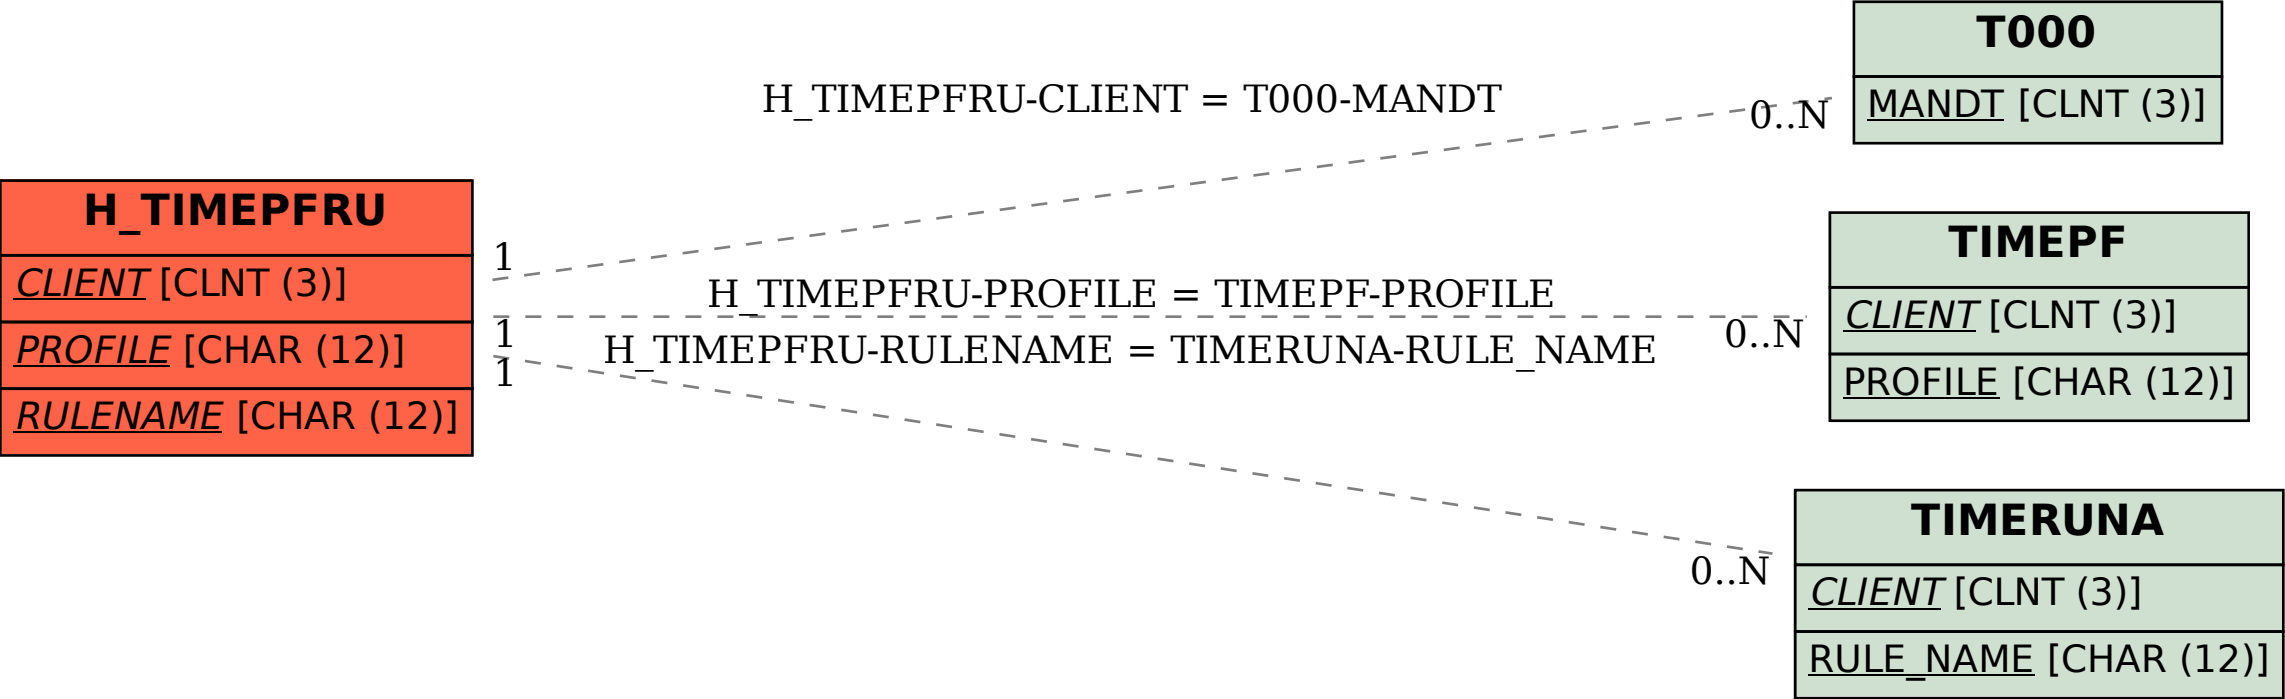 H_TIMEPFRU
CLIENT [CLNT (3)]
PROFILE [CHAR (12)]
RULENAME [CHAR (12)]
H_TIMEPFRU-CLIENT = T000-MANDT
1
0..N
H_TIMEPFRU-PROFILE = TIMEPF-PROFILE
1
0..N
H_TIMEPFRU-RULENAME = TIMERUNA-RULE_NAME
1
0..N
T000
MANDT [CLNT (3)]
TIMEPF
CLIENT [CLNT (3)]
PROFILE [CHAR (12)]
TIMERUNA
CLIENT [CLNT (3)]
RULE_NAME [CHAR (12)]